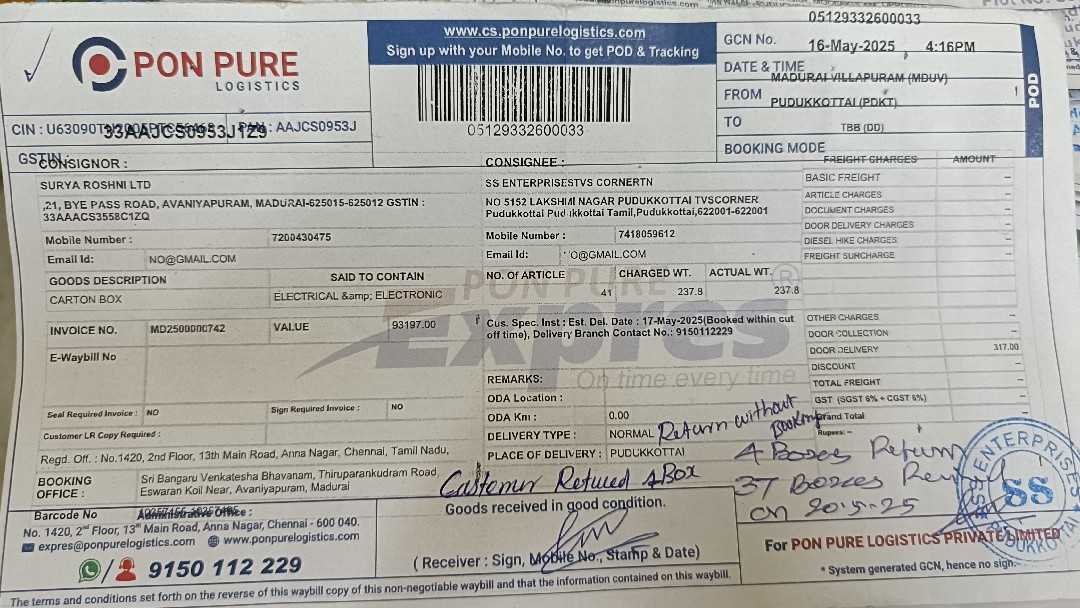 05129332600033
www.cs.ponpurelogistics.com
Sign up with your Mobile No. to get POD & Tracking
PON PURE
LOGISTICS
05129332600033
GCN No.
16-May-2025 4:16PM
DATE & TIME
MADURAI VILLAPURAM (MDUV)
FROM
PUDUKKOTTAI (PDKT)
TO
TBB (DD)
BOOKING MODE
POD
CIN : U63090
33AAJCS0953J1Z9
PAN : AAJCS0953J
GSTIN:
CONSIGNOR :
SURYA ROSHNI LTD
,21, BYE PASS ROAD, AVANIYAPURAM, MADURAI-625015-625012 GSTIN :
33AAACS3558C1ZQ
Mobile Number : 7200430475
Email Id: NO@GMAIL.COM
GOODS DESCRIPTION SAID TO CONTAIN
CARTON BOX ELECTRICAL &amp; ELECTRONIC
INVOICE NO. MD2500000742 VALUE 93197.00
E-Waybill No
Seal Required Invoice : NO Sign Required Invoice : NO
Customer LR Copy Required :
Regd. Off. : No.1420, 2nd Floor, 13th Main Road, Anna Nagar, Chennai, Tamil Nadu,
BOOKING OFFICE : Sri Bangaru Venkatesha Bhavanam, Thiruparankundram Road,
Eswaran Koil Near, Avaniyapuram, Madurai
Barcode No
Administrative Office :
No. 1420, 2nd Floor, 13th Main Road, Anna Nagar, Chennai - 600 040.
expres@ponpurelogistics.com www.ponpurelogistics.com
9150 112 229
CONSIGNEE :
SS ENTERPRISESTVS CORNERTN
NO 5152 LAKSHMI NAGAR PUDUKKOTTAI TVSCORNER
Pudukkottai Pudukkottai Tamil,Pudukkottai,622001-622001
Mobile Number : 7418059612
Email Id: NO@GMAIL.COM
NO. Of ARTICLE CHARGED WT. ACTUAL WT.
41 237.8 237.8
PON PURE
Expres
On time every time
Cus. Spec. Inst : Est. Del. Date : 17-May-2025(Booked within cut
off time), Delivery Branch Contact No.: 9150112229
REMARKS:
ODA Location :
ODA Km : 0.00
DELIVERY TYPE : NORMAL
PLACE OF DELIVERY : PUDUKKOTTAI
Return without
Booking
Customer Retured 4Box
Goods received in good condition.
( Receiver : Sign, Mobile No., Stamp & Date)
FREIGHT CHARGES AMOUNT
BASIC FREIGHT –
ARTICLE CHARGES –
DOCUMENT CHARGES –
DOOR DELIVERY CHARGES –
DIESEL HIKE CHARGES –
FREIGHT SURCHARGE –
OTHER CHARGES –
DOOR COLLECTION –
DOOR DELIVERY 317.00
DISCOUNT –
TOTAL FREIGHT –
GST (SGST 6% + CGST 6%) –
Grand Total
Rupees: –
4 Boxes Return
37 Boxes
on 20.5.25
ENTERPRISES
SS
PUDUKKOTTAI
For PON PURE LOGISTICS PRIVATE LIMITED
* System generated GCN, hence no sign.
The terms and conditions set forth on the reverse of this waybill copy of this non-negotiable waybill and that the information contained on this waybill.